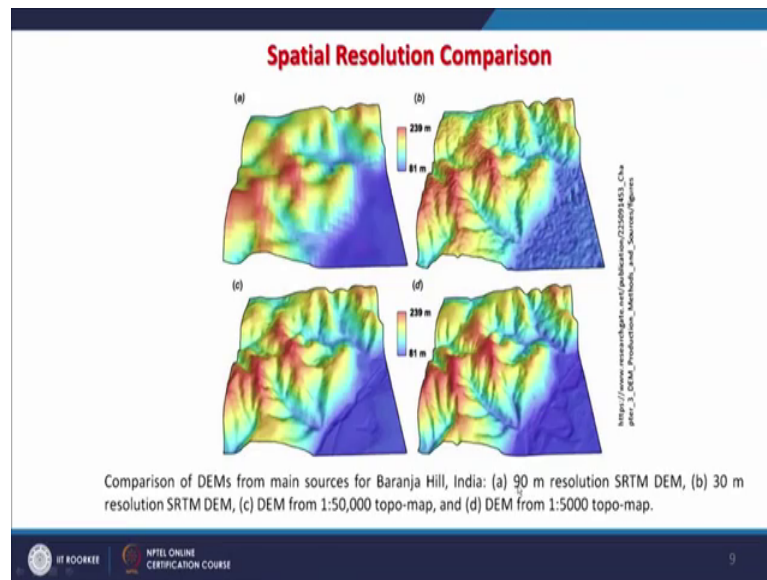 Spatial Resolution Comparison
(a)
(b)
239 m
81 m
(c)
(d)
239 m
81 m
https://www.researchgate.net/publication/225091453_Cha
pter_3_DEM_Production_Methods_and_Sources/figures
Comparison of DEMs from main sources for Baranja Hill, India: (a) 90 m resolution SRTM DEM, (b) 30 m
resolution SRTM DEM, (c) DEM from 1:50,000 topo-map, and (d) DEM from 1:5000 topo-map.
IIT ROORKEE
NPTEL ONLINE
CERTIFICATION COURSE
9